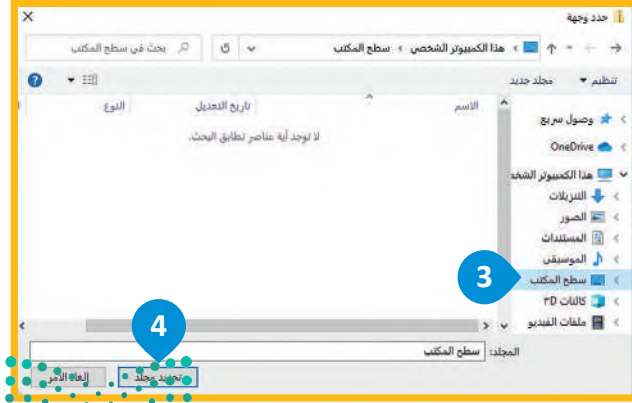 حدد وجهة
هذا الكمبيوتر الشخصي › سطح المكتب
بحث في سطح المكتب
تنظيم
مجلد جديد
الاسم
تاريخ التعديل
النوع
لا توجد أية عناصر تطابق البحث.
وصول سريع
OneDrive
هذا الكمبيوتر الشخص
التنزيلات
الصور
المستندات
الموسيقى
سطح المكتب
3
كائنات ٣D
ملفات الفيديو
4
المجلد: سطح المكتب
تحديد مجلد
إلغاء الأمر